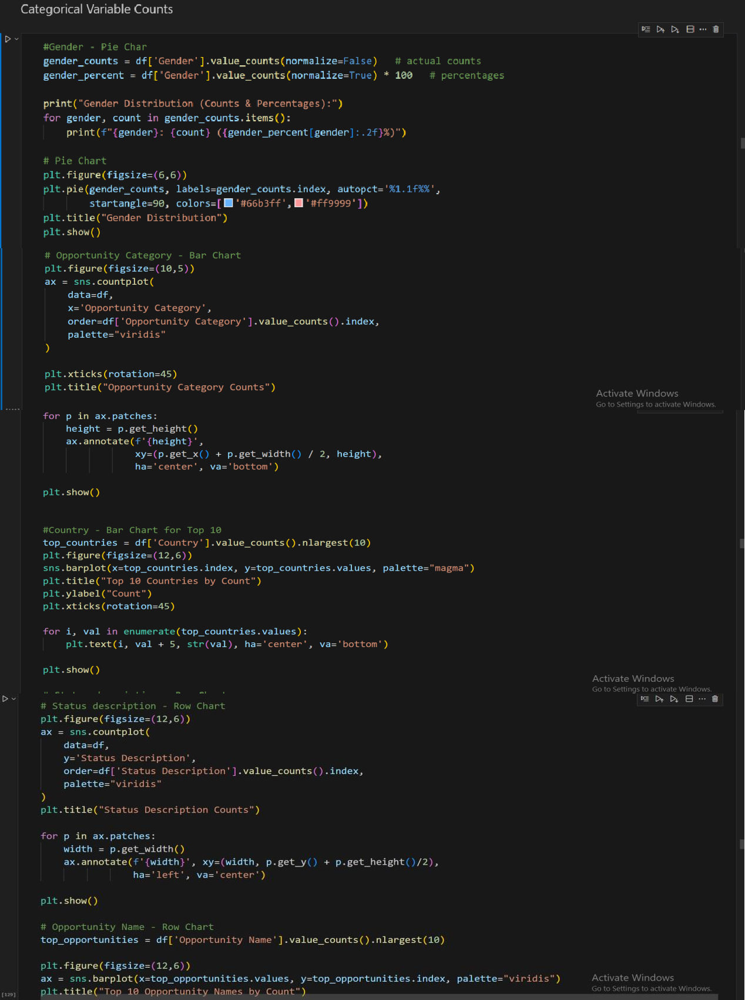 Categorical Variable Counts
#Gender - Pie Char
gender_counts = df['Gender'].value_counts(normalize=False)   # actual counts
gender_percent = df['Gender'].value_counts(normalize=True) * 100   # percentages
print("Gender Distribution (Counts & Percentages):")
for gender, count in gender_counts.items():
    print(f"{gender}: {count} ({gender_percent[gender]:.2f}%)")
# Pie Chart
plt.figure(figsize=(6,6))
plt.pie(gender_counts, labels=gender_counts.index, autopct='%1.1f%%',
        startangle=90, colors=['#66b3ff','#ff9999'])
plt.title("Gender Distribution")
plt.show()
# Opportunity Category - Bar Chart
plt.figure(figsize=(10,5))
ax = sns.countplot(
    data=df,
    x='Opportunity Category',
    order=df['Opportunity Category'].value_counts().index,
    palette="viridis"
)
plt.xticks(rotation=45)
plt.title("Opportunity Category Counts")
Activate Windows
Go to Settings to activate Windows.
for p in ax.patches:
    height = p.get_height()
    ax.annotate(f'{height}',
                xy=(p.get_x() + p.get_width() / 2, height),
                ha='center', va='bottom')
plt.show()
#Country - Bar Chart for Top 10
top_countries = df['Country'].value_counts().nlargest(10)
plt.figure(figsize=(12,6))
sns.barplot(x=top_countries.index, y=top_countries.values, palette="magma")
plt.title("Top 10 Countries by Count")
plt.ylabel("Count")
plt.xticks(rotation=45)
for i, val in enumerate(top_countries.values):
    plt.text(i, val + 5, str(val), ha='center', va='bottom')
plt.show()
Activate Windows
Go to Settings to activate Windows.
# Status description - Row Chart
plt.figure(figsize=(12,6))
ax = sns.countplot(
    data=df,
    y='Status Description',
    order=df['Status Description'].value_counts().index,
    palette="viridis"
)
plt.title("Status Description Counts")
for p in ax.patches:
    width = p.get_width()
    ax.annotate(f'{width}', xy=(width, p.get_y() + p.get_height()/2),
                ha='left', va='center')
plt.show()
# Opportunity Name - Row Chart
top_opportunities = df['Opportunity Name'].value_counts().nlargest(10)
plt.figure(figsize=(12,6))
ax = sns.barplot(x=top_opportunities.values, y=top_opportunities.index, palette="viridis")
plt.title("Top 10 Opportunity Names by Count")
Activate Windows
Go to Settings to activate Windows.
[129]